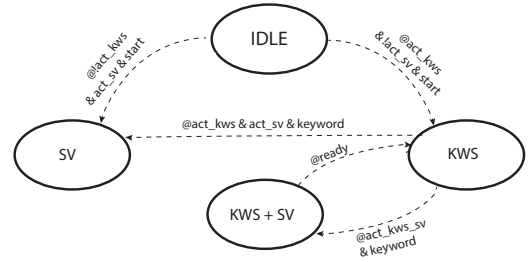 IDLE
@!act_kws
& act_sv & start
@act_kws
& !act_sv & start
@act_kws & act_sv & keyword
SV
@ready
KWS
KWS + SV
@act_kws_sv
& keyword